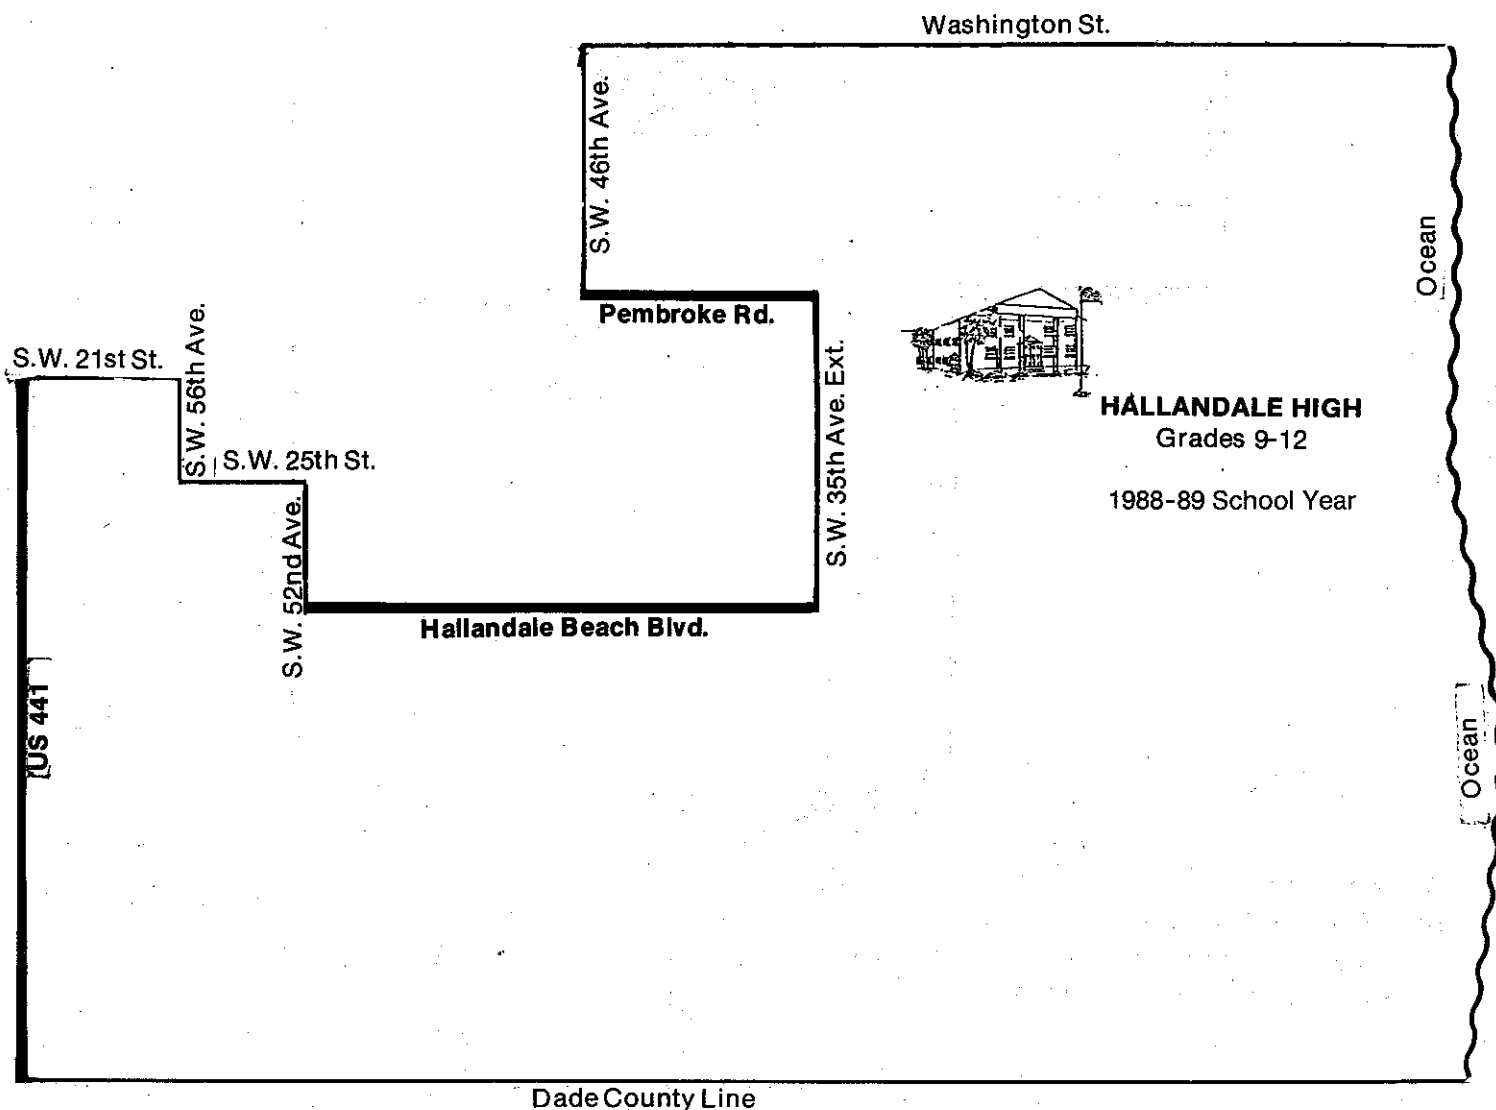 Washington St.
S.W. 46th Ave.
Ocean
Pembroke Rd.
S.W. 21st St.
S.W. 56th Ave.
S.W. 35th Ave. Ext.
HALLANDALE HIGH
Grades 9-12
S.W. 25th St.
1988-89 School Year
S.W. 52nd Ave.
Hallandale Beach Blvd.
US 441
Ocean
Dade County Line